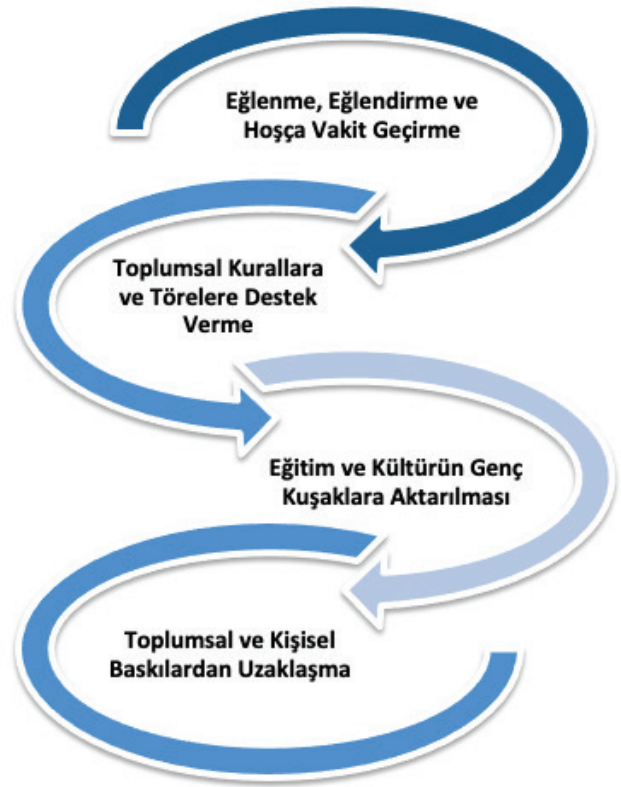 Eğlenme, Eğlendirme ve
Hoşça Vakit Geçirme
Toplumsal Kurallara
ve Törelere Destek
Verme
Eğitim ve Kültürün Genç
Kuşaklara Aktarılması
Toplumsal ve Kişisel
Baskılardan Uzaklaşma